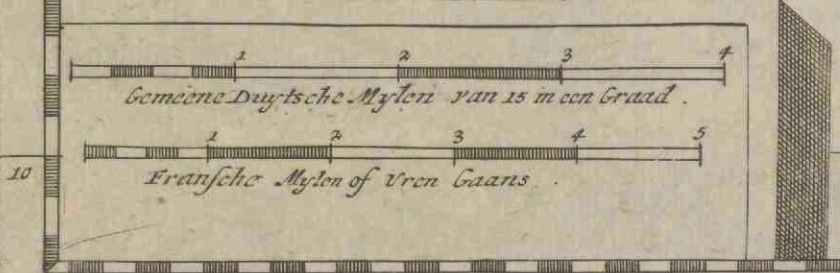 1 2 3 4
Gemeene Duytsche Mylen van 15 in een Graad.
1 2 3 4 5
10
Fransche Mylen of Uren Gaans.